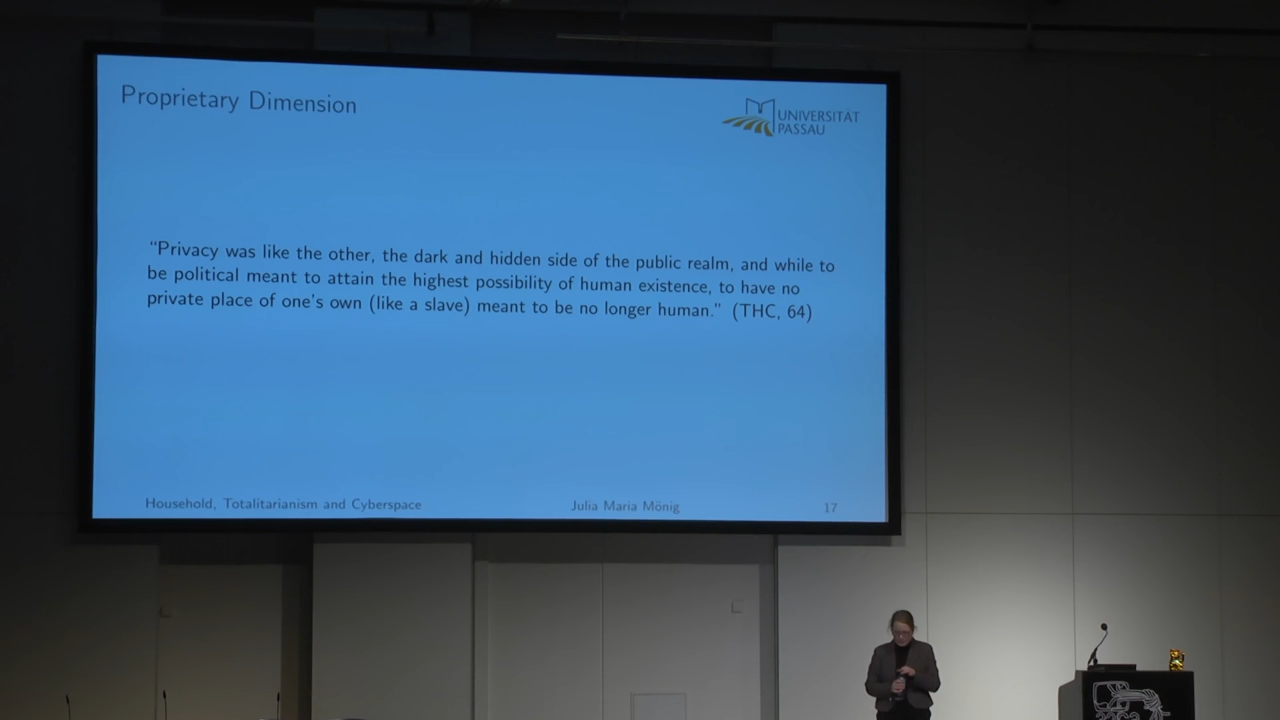 Proprietary Dimension
UNIVERSITÄT
PASSAU
“Privacy was like the other, the dark and hidden side of the public realm, and while to
be political meant to attain the highest possibility of human existence, to have no
private place of one's own (like a slave) meant to be no longer human.” (THC, 64)
Household, Totalitarianism and Cyberspace
Julia Maria Mönig
17